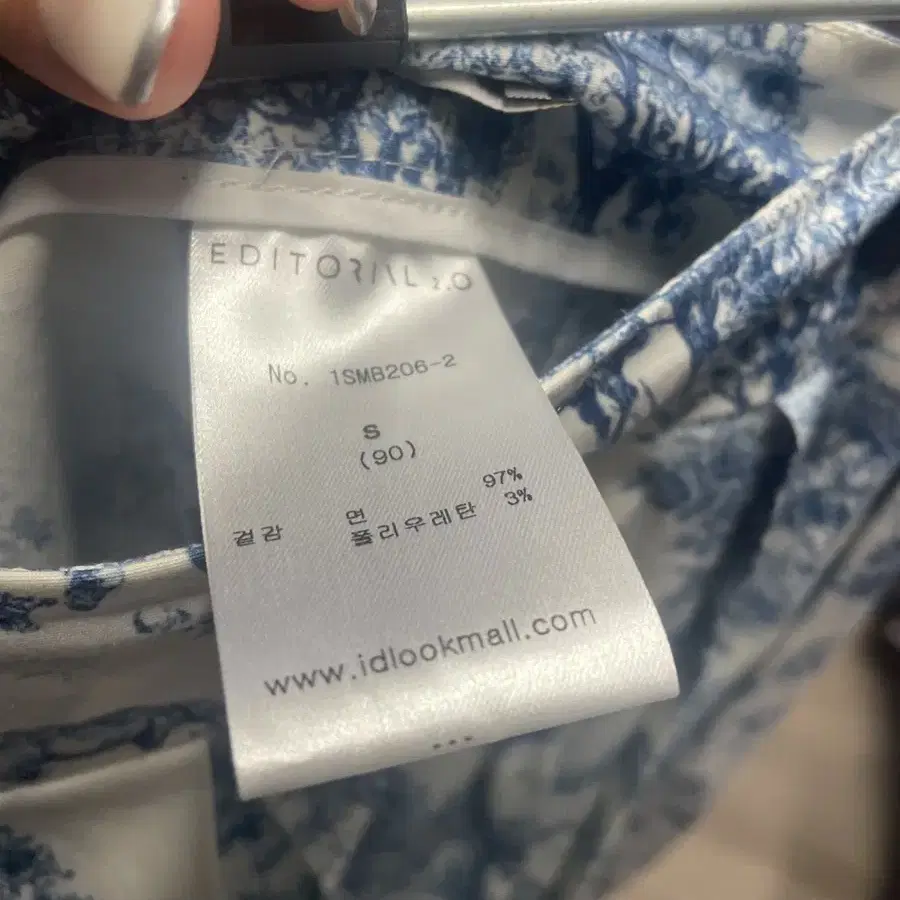 EDITORIAL 2.0
No. 1SMB206-2
S
(90)
겉감 면 97%
폴리우레탄 3%
www.idlookmall.com